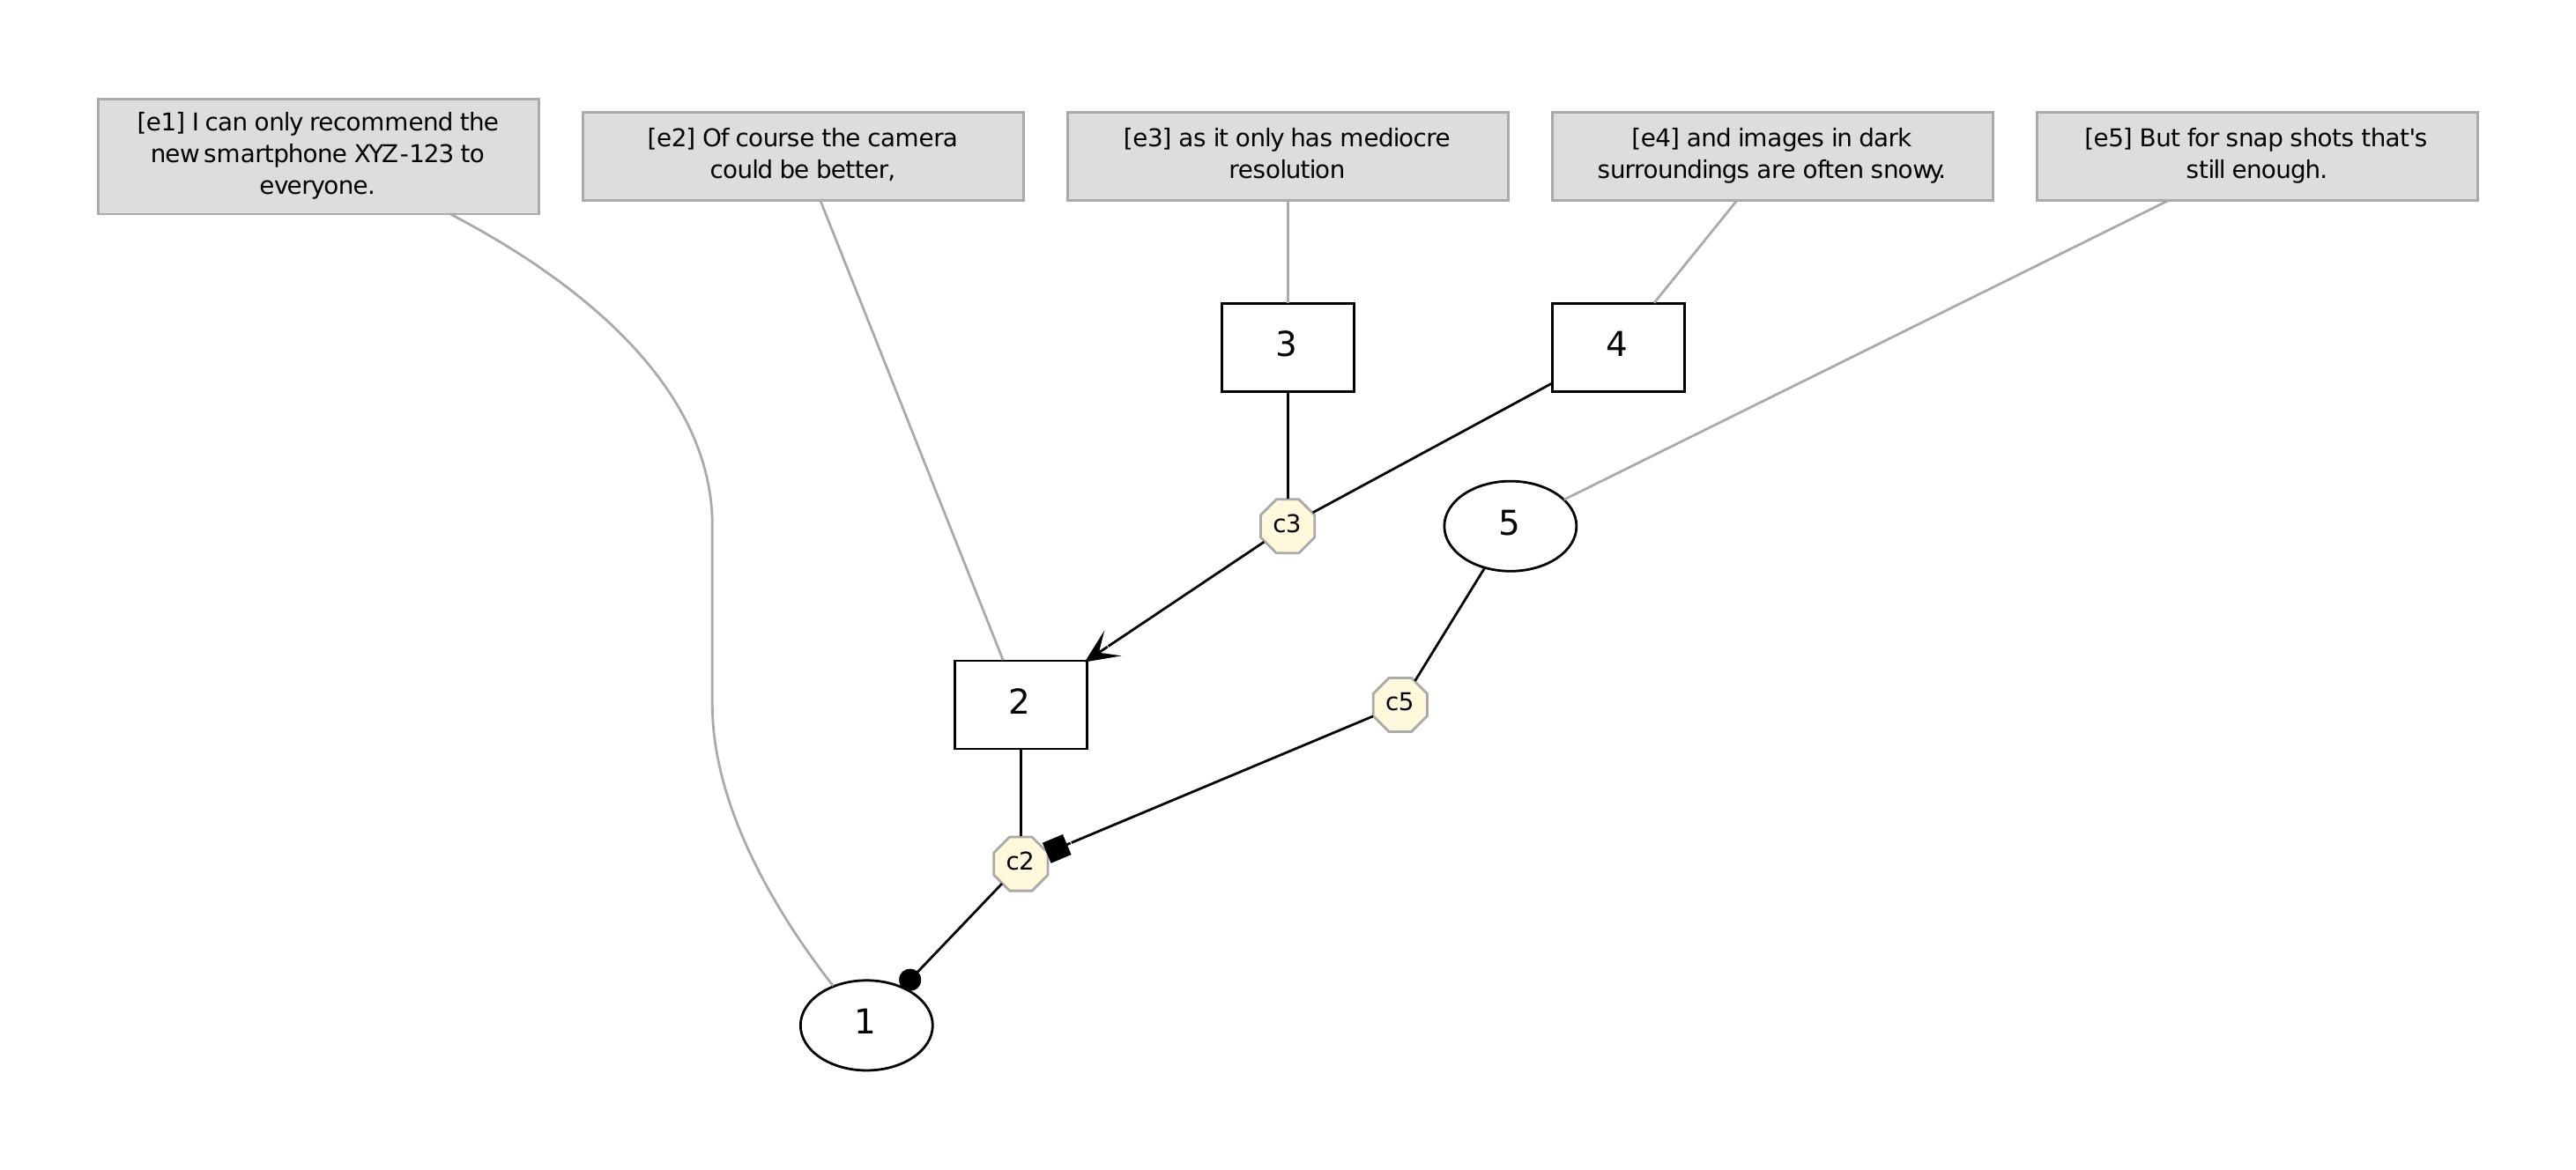 [e1] I can only recommend the
new smartphone XYZ-123 to
everyone.
[e2] Of course the camera
could be better,
[e3] as it only has mediocre
resolution
[e4] and images in dark
surroundings are often snowy.
[e5] But for snap shots that's
still enough.
3
4
c3
5
2
c5
c2
1